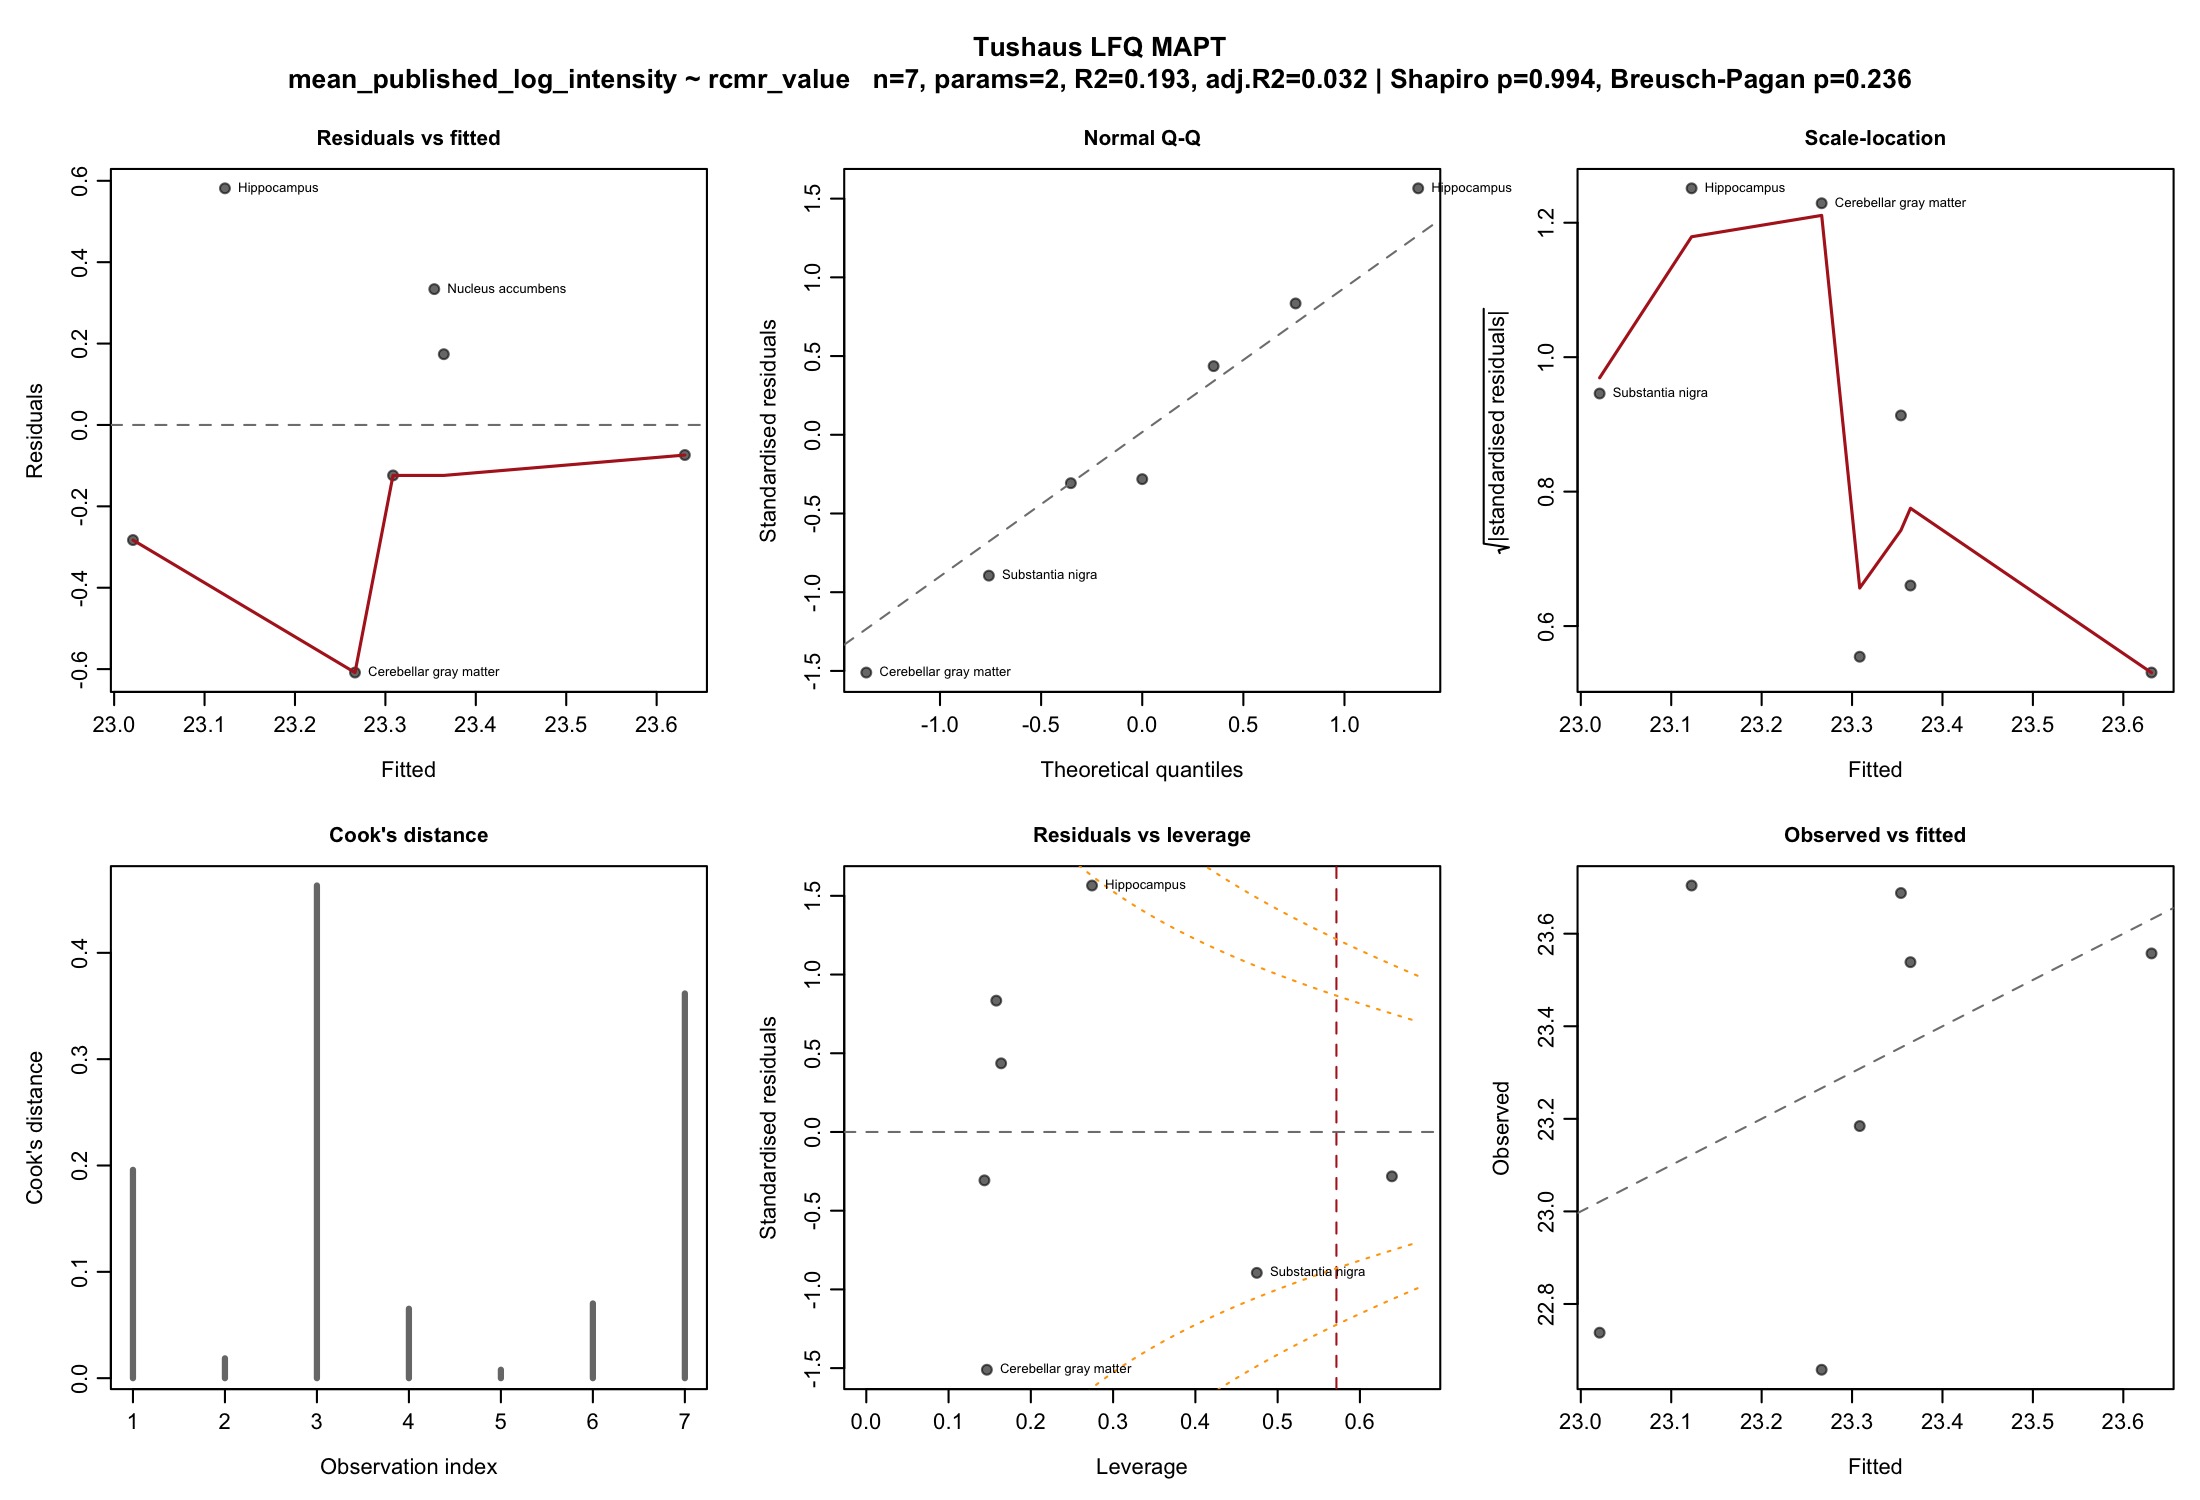 Tushaus LFQ MAPT
mean_published_log_intensity ~ rcmr_value   n=7, params=2, R2=0.193, adj.R2=0.032 | Shapiro p=0.994, Breusch-Pagan p=0.236
Residuals vs fitted
Residuals
0.6
0.4
0.2
0.0
-0.2
-0.4
-0.6
Hippocampus
Nucleus accumbens
Cerebellar gray matter
23.0 23.1 23.2 23.3 23.4 23.5 23.6
Fitted
Normal Q-Q
Standardised residuals
1.5
1.0
0.5
0.0
-0.5
-1.0
-1.5
Hippocampus
Substantia nigra
Cerebellar gray matter
-1.0 -0.5 0.0 0.5 1.0
Theoretical quantiles
Scale-location
√|standardised residuals|
1.2
1.0
0.8
0.6
Hippocampus
Cerebellar gray matter
Substantia nigra
23.0 23.1 23.2 23.3 23.4 23.5 23.6
Fitted
Cook's distance
Cook's distance
0.4
0.3
0.2
0.1
0.0
1 2 3 4 5 6 7
Observation index
Residuals vs leverage
Standardised residuals
1.5
1.0
0.5
0.0
-0.5
-1.0
-1.5
Hippocampus
Substantia nigra
Cerebellar gray matter
0.0 0.1 0.2 0.3 0.4 0.5 0.6
Leverage
Observed vs fitted
Observed
23.6
23.4
23.2
23.0
22.8
23.0 23.1 23.2 23.3 23.4 23.5 23.6
Fitted